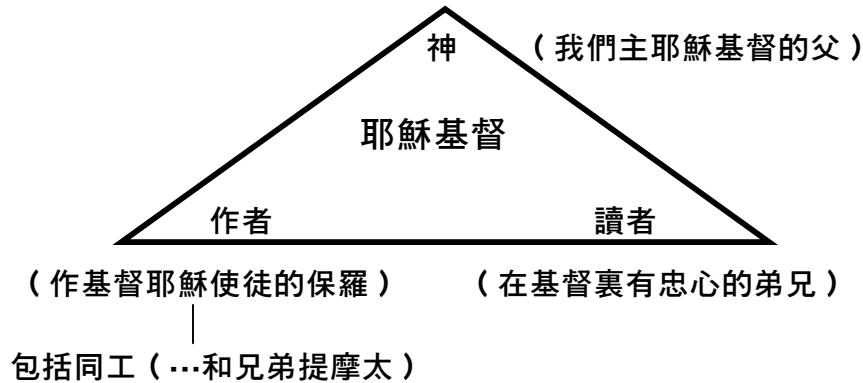 神 (我們主耶穌基督的父)
耶穌基督
作者 讀者
(作基督耶穌使徒的保羅) (在基督裏有忠心的弟兄)
包括同工(…和兄弟提摩太)